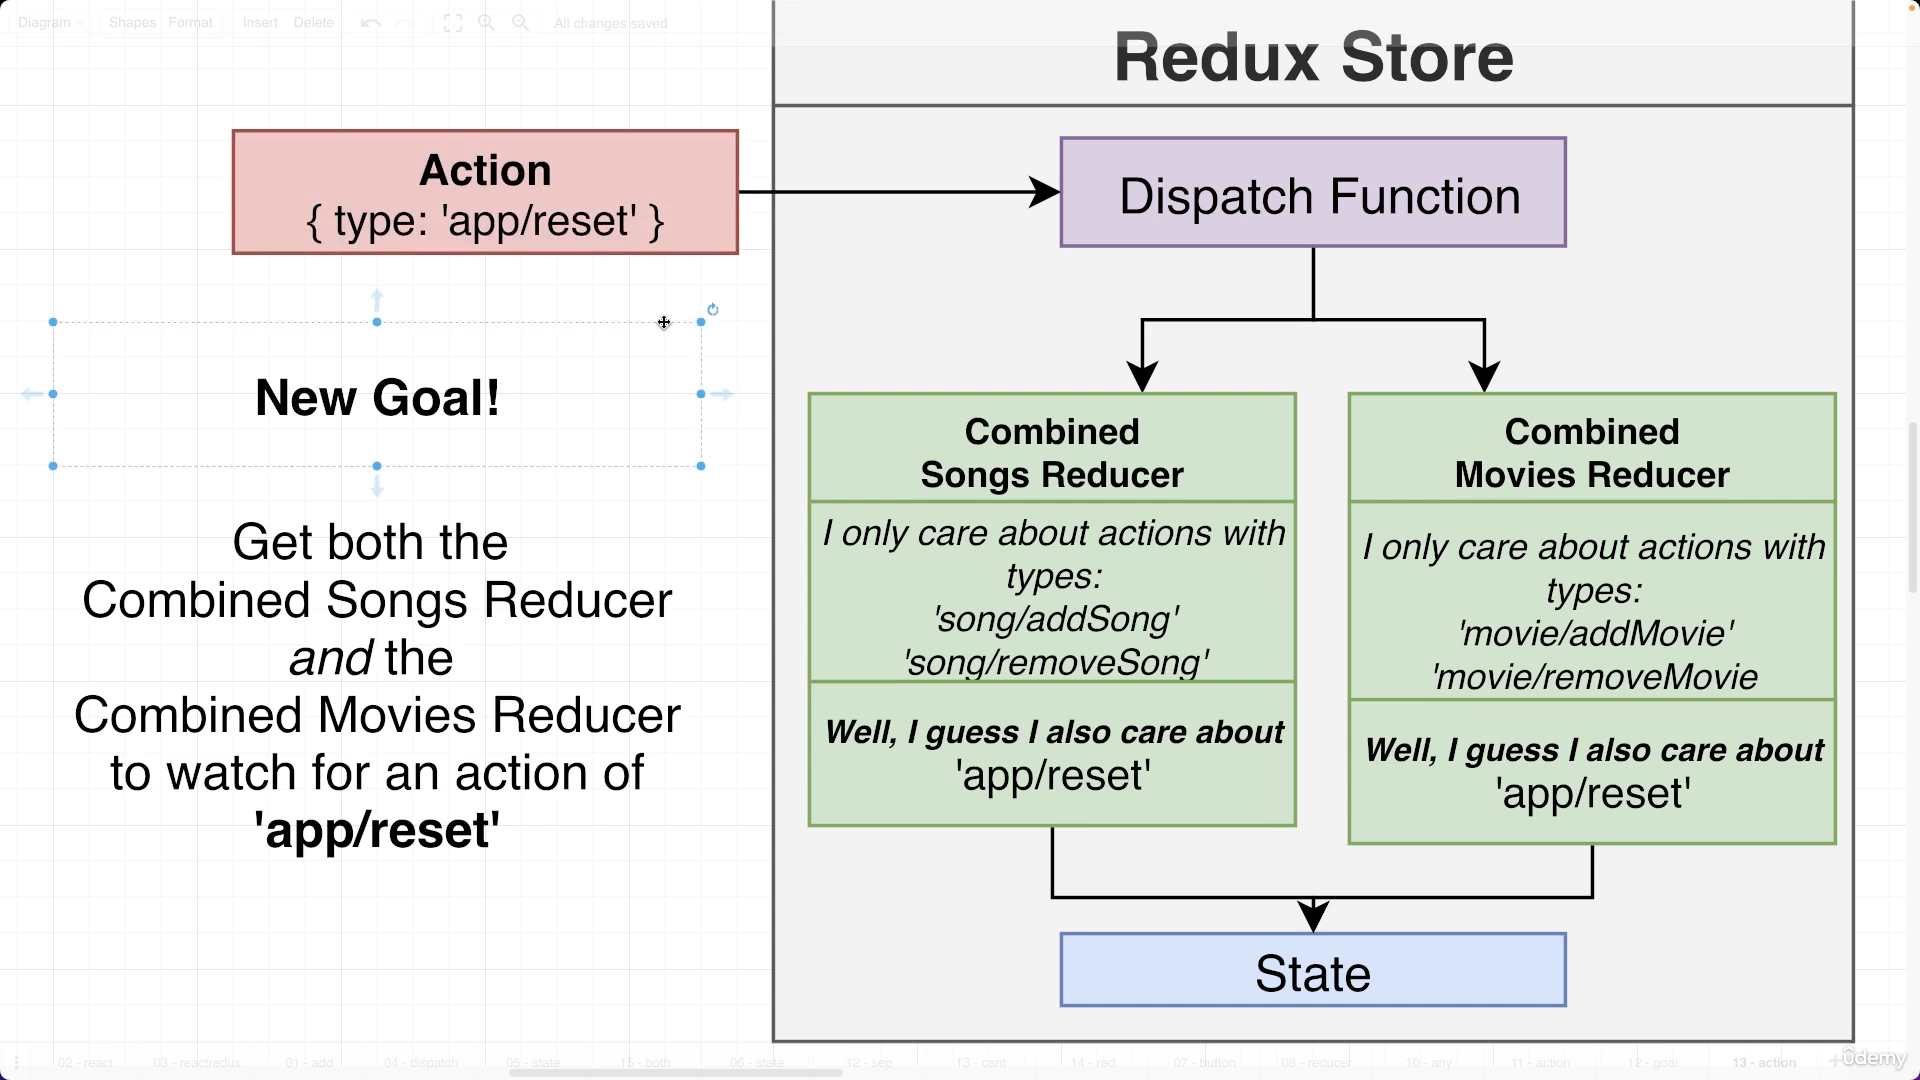 Diagram
Shapes
Format
Insert
Delete
All changes saved
Redux Store
Action
{ type: 'app/reset' }
Dispatch Function
New Goal!
Get both the
Combined Songs Reducer
and the
Combined Movies Reducer
to watch for an action of
'app/reset'
Combined
Songs Reducer
I only care about actions with
types:
'song/addSong'
'song/removeSong'
Well, I guess I also care about
'app/reset'
Combined
Movies Reducer
I only care about actions with
types:
'movie/addMovie'
'movie/removeMovie
Well, I guess I also care about
'app/reset'
State
02 - react
03 - reactredux
01 - add
04 - dispatch
05 - state
15 - both
06 - state
12 - sep
13 - cant
14 - red
07 - button
08 - reducer
10 - any
11 - action
12 - goal
13 - action
ûdemy